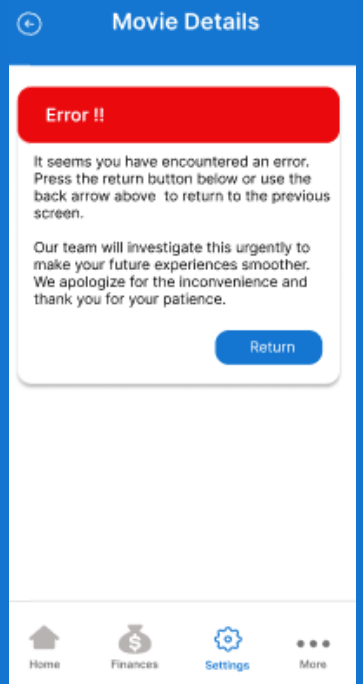 Movie Details
Error !!
It seems you have encountered an error.
Press the return button below or use the
back arrow above  to return to the previous
screen.
Our team will investigate this urgently to
make your future experiences smoother.
We apologize for the inconvenience and
thank you for your patience.
Return
Home
Finances
Settings
More